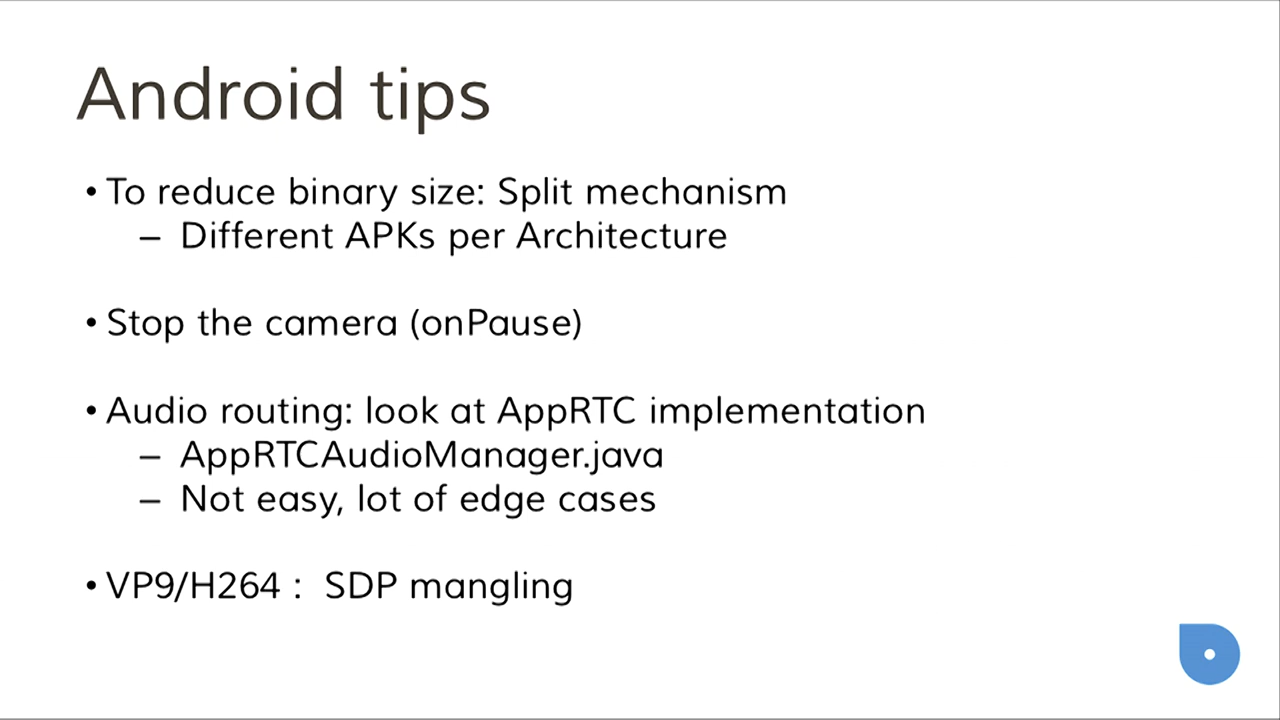 Android tips
• To reduce binary size: Split mechanism
– Different APKs per Architecture
• Stop the camera (onPause)
• Audio routing: look at AppRTC implementation
– AppRTCAudioManager.java
– Not easy, lot of edge cases
• VP9/H264 : SDP mangling